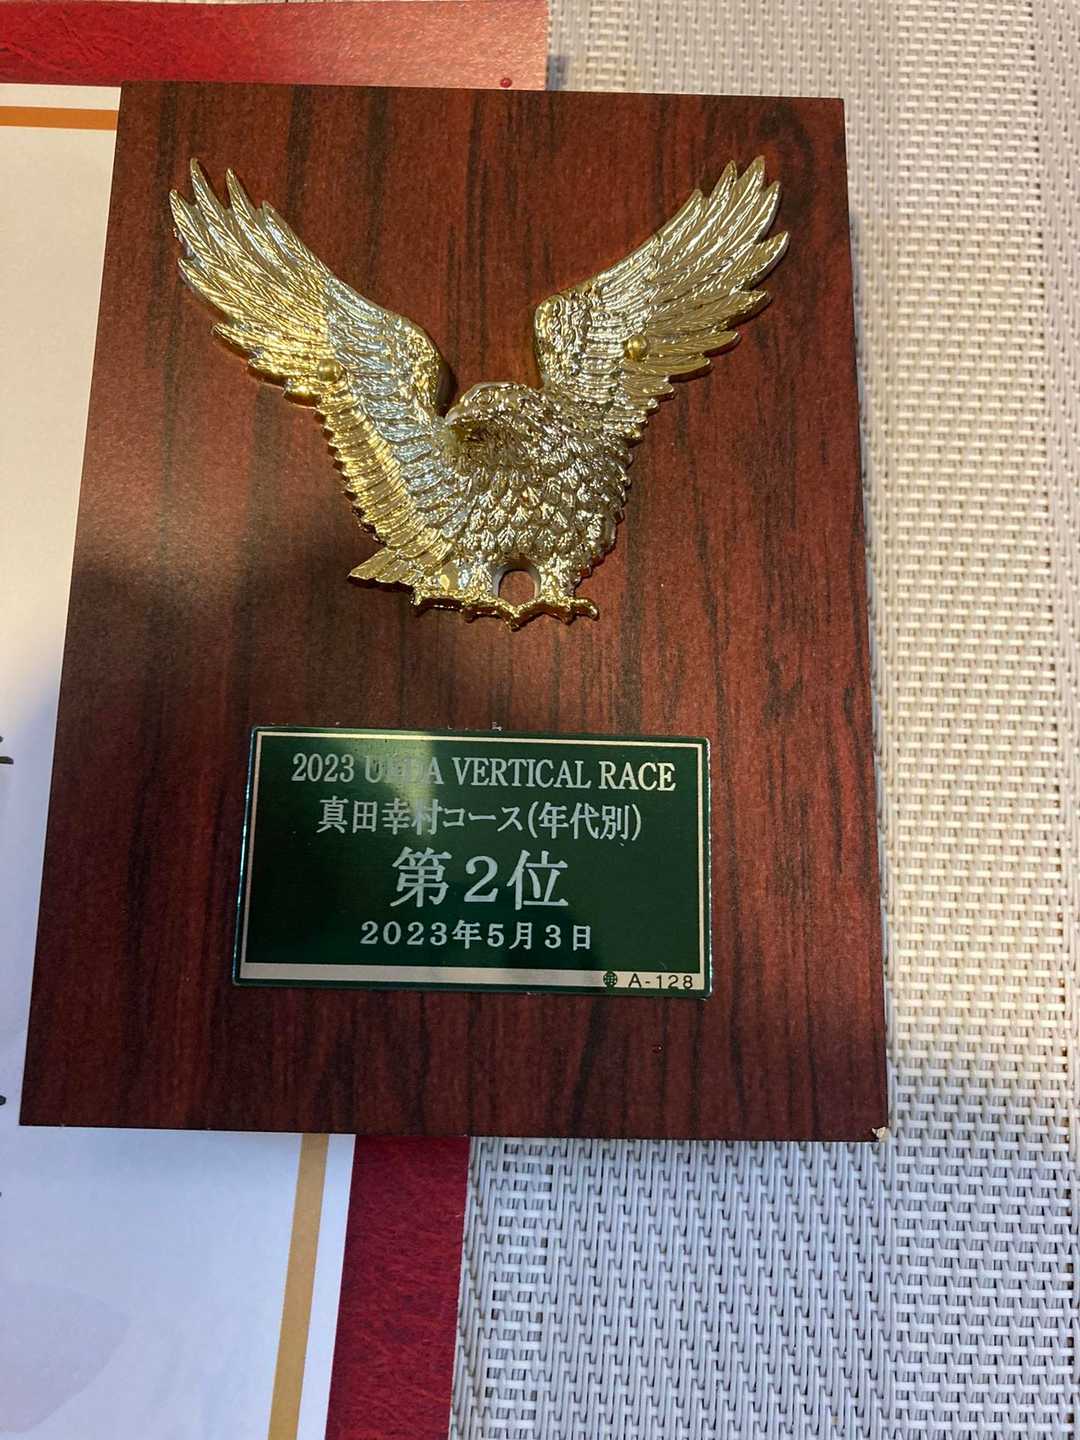 2023 UEDA VERTICAL RACE
真田幸村コース(年代別)
第2位
2023年5月3日
A-128